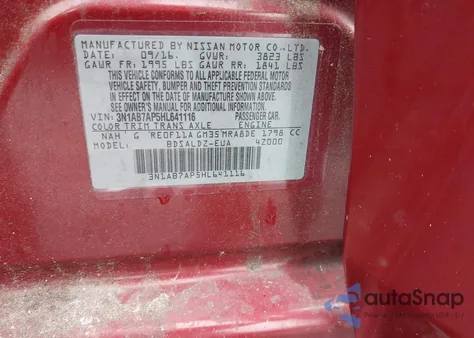 MANUFACTURED BY NISSAN MOTOR CO., LTD.
DATE: 09/16. GVWR: 3823 LBS
GAWR FR: 1995 LBS GAWR RR: 1841 LBS
THIS VEHICLE CONFORMS TO ALL APPLICABLE FEDERAL MOTOR
VEHICLE SAFETY, BUMPER, AND THEFT PREVENTION STANDARDS
IN EFFECT ON THE DATE OF MANUFACTURE SHOWN ABOVE.
SEE OWNER'S MANUAL FOR ADDITIONAL INFORMATION.
VIN: 3N1AB7AP5HL641116 PASSENGER CAR
COLOR TRIM TRANS AXLE ENGINE
NAH G RE0F11A GM35 MRA8DE 1798 CC
MODEL: BDSALDZ-EUA 42000
3N1AB7AP5HL641116
autoSnap